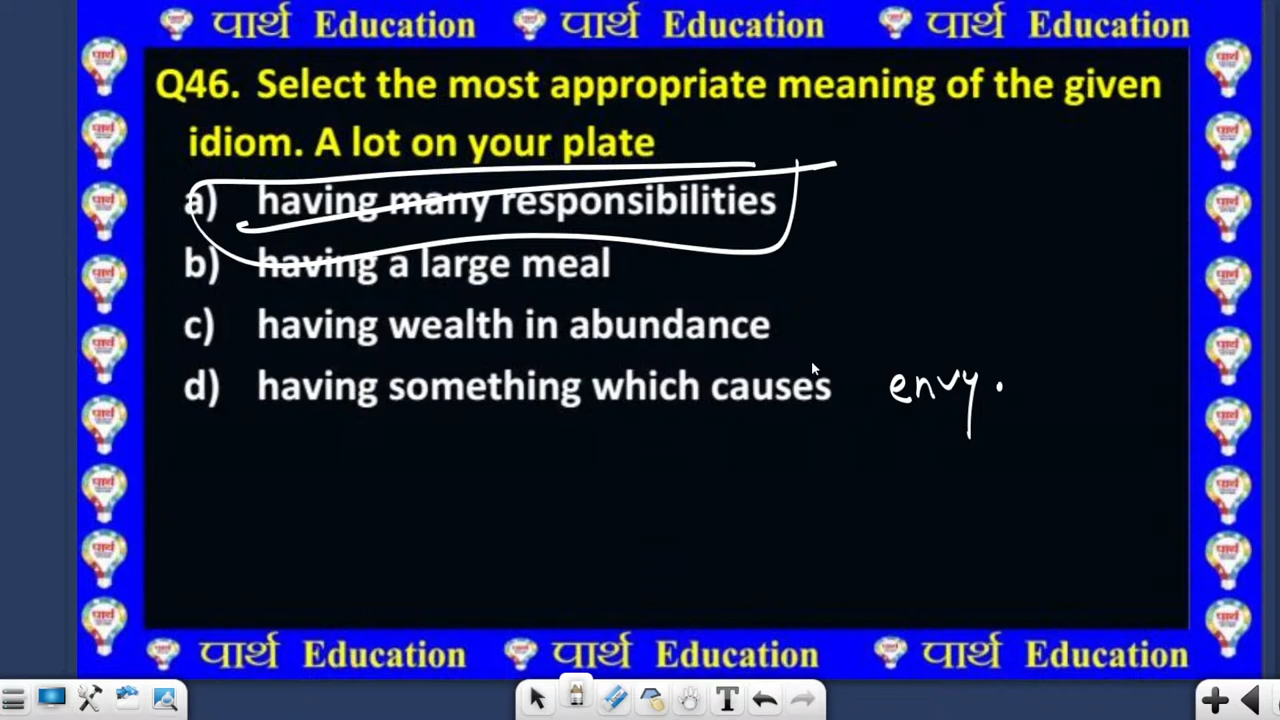 पार्थ Education पार्थ Education पार्थ Education
Q46. Select the most appropriate meaning of the given
idiom. A lot on your plate
a) having many responsibilities
b) having a large meal
c) having wealth in abundance
d) having something which causes envy.
पार्थ Education पार्थ Education पार्थ Education
T